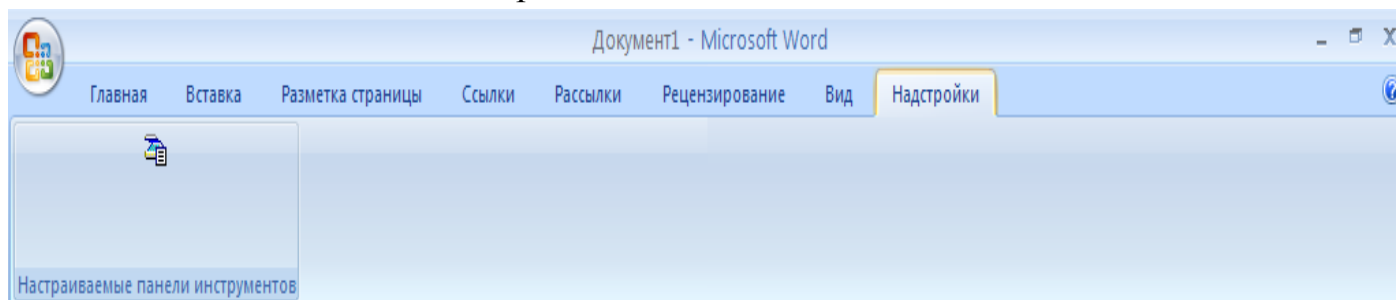 Документ1 - Microsoft Word
Главная Вставка Разметка страницы Ссылки Рассылки Рецензирование Вид Надстройки
Настраиваемые панели инструментов